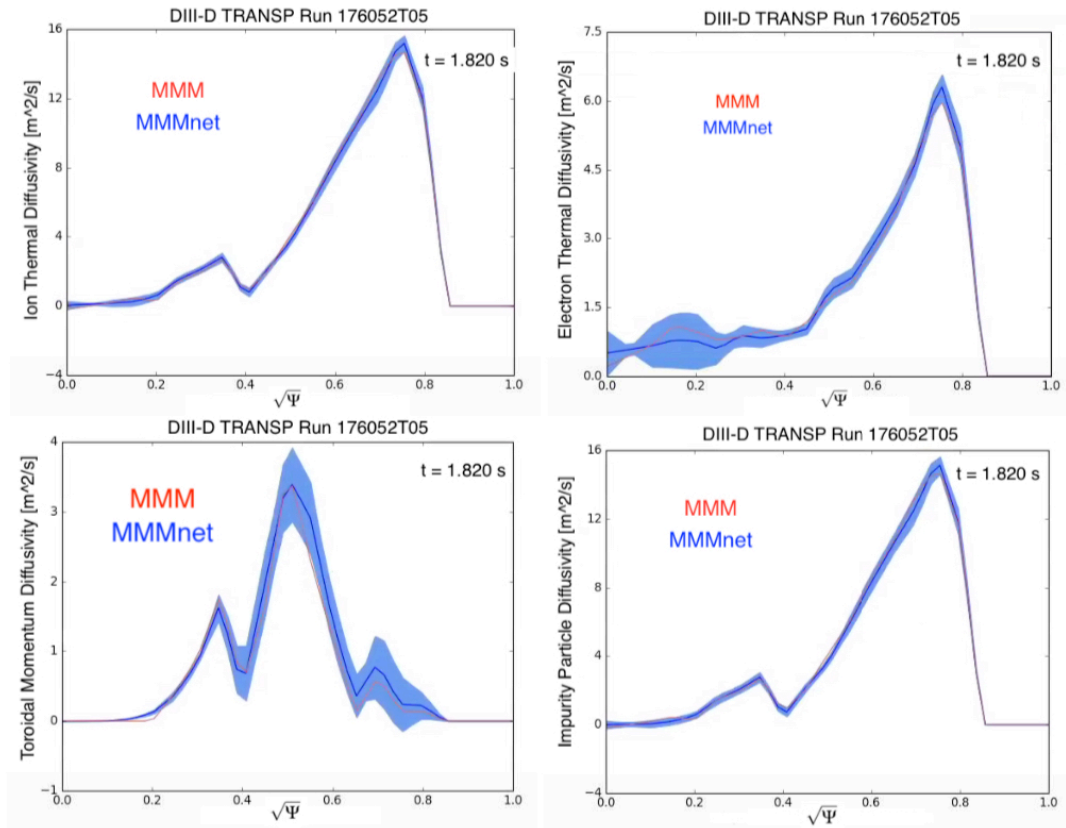 DIII-D TRANSP Run 176052T05
Ion Thermal Diffusivity [m^2/s]
16
12
8
4
0
−4
t = 1.820 s
MMM
MMMnet
0.0 0.2 0.4 0.6 0.8 1.0
√Ψ
DIII-D TRANSP Run 176052T05
Electron Thermal Diffusivity [m^2/s]
7.5
6.0
4.5
3.0
1.5
0.0
t = 1.820 s
MMM
MMMnet
0.0 0.2 0.4 0.6 0.8 1.0
√Ψ
DIII-D TRANSP Run 176052T05
Toroidal Momentum Diffusivity [m^2/s]
4
3
2
1
0
−1
t = 1.820 s
MMM
MMMnet
0.0 0.2 0.4 0.6 0.8 1.0
√Ψ
DIII-D TRANSP Run 176052T05
Impurity Particle Diffusivity [m^2/s]
16
12
8
4
0
−4
t = 1.820 s
MMM
MMMnet
0.0 0.2 0.4 0.6 0.8 1.0
√Ψ